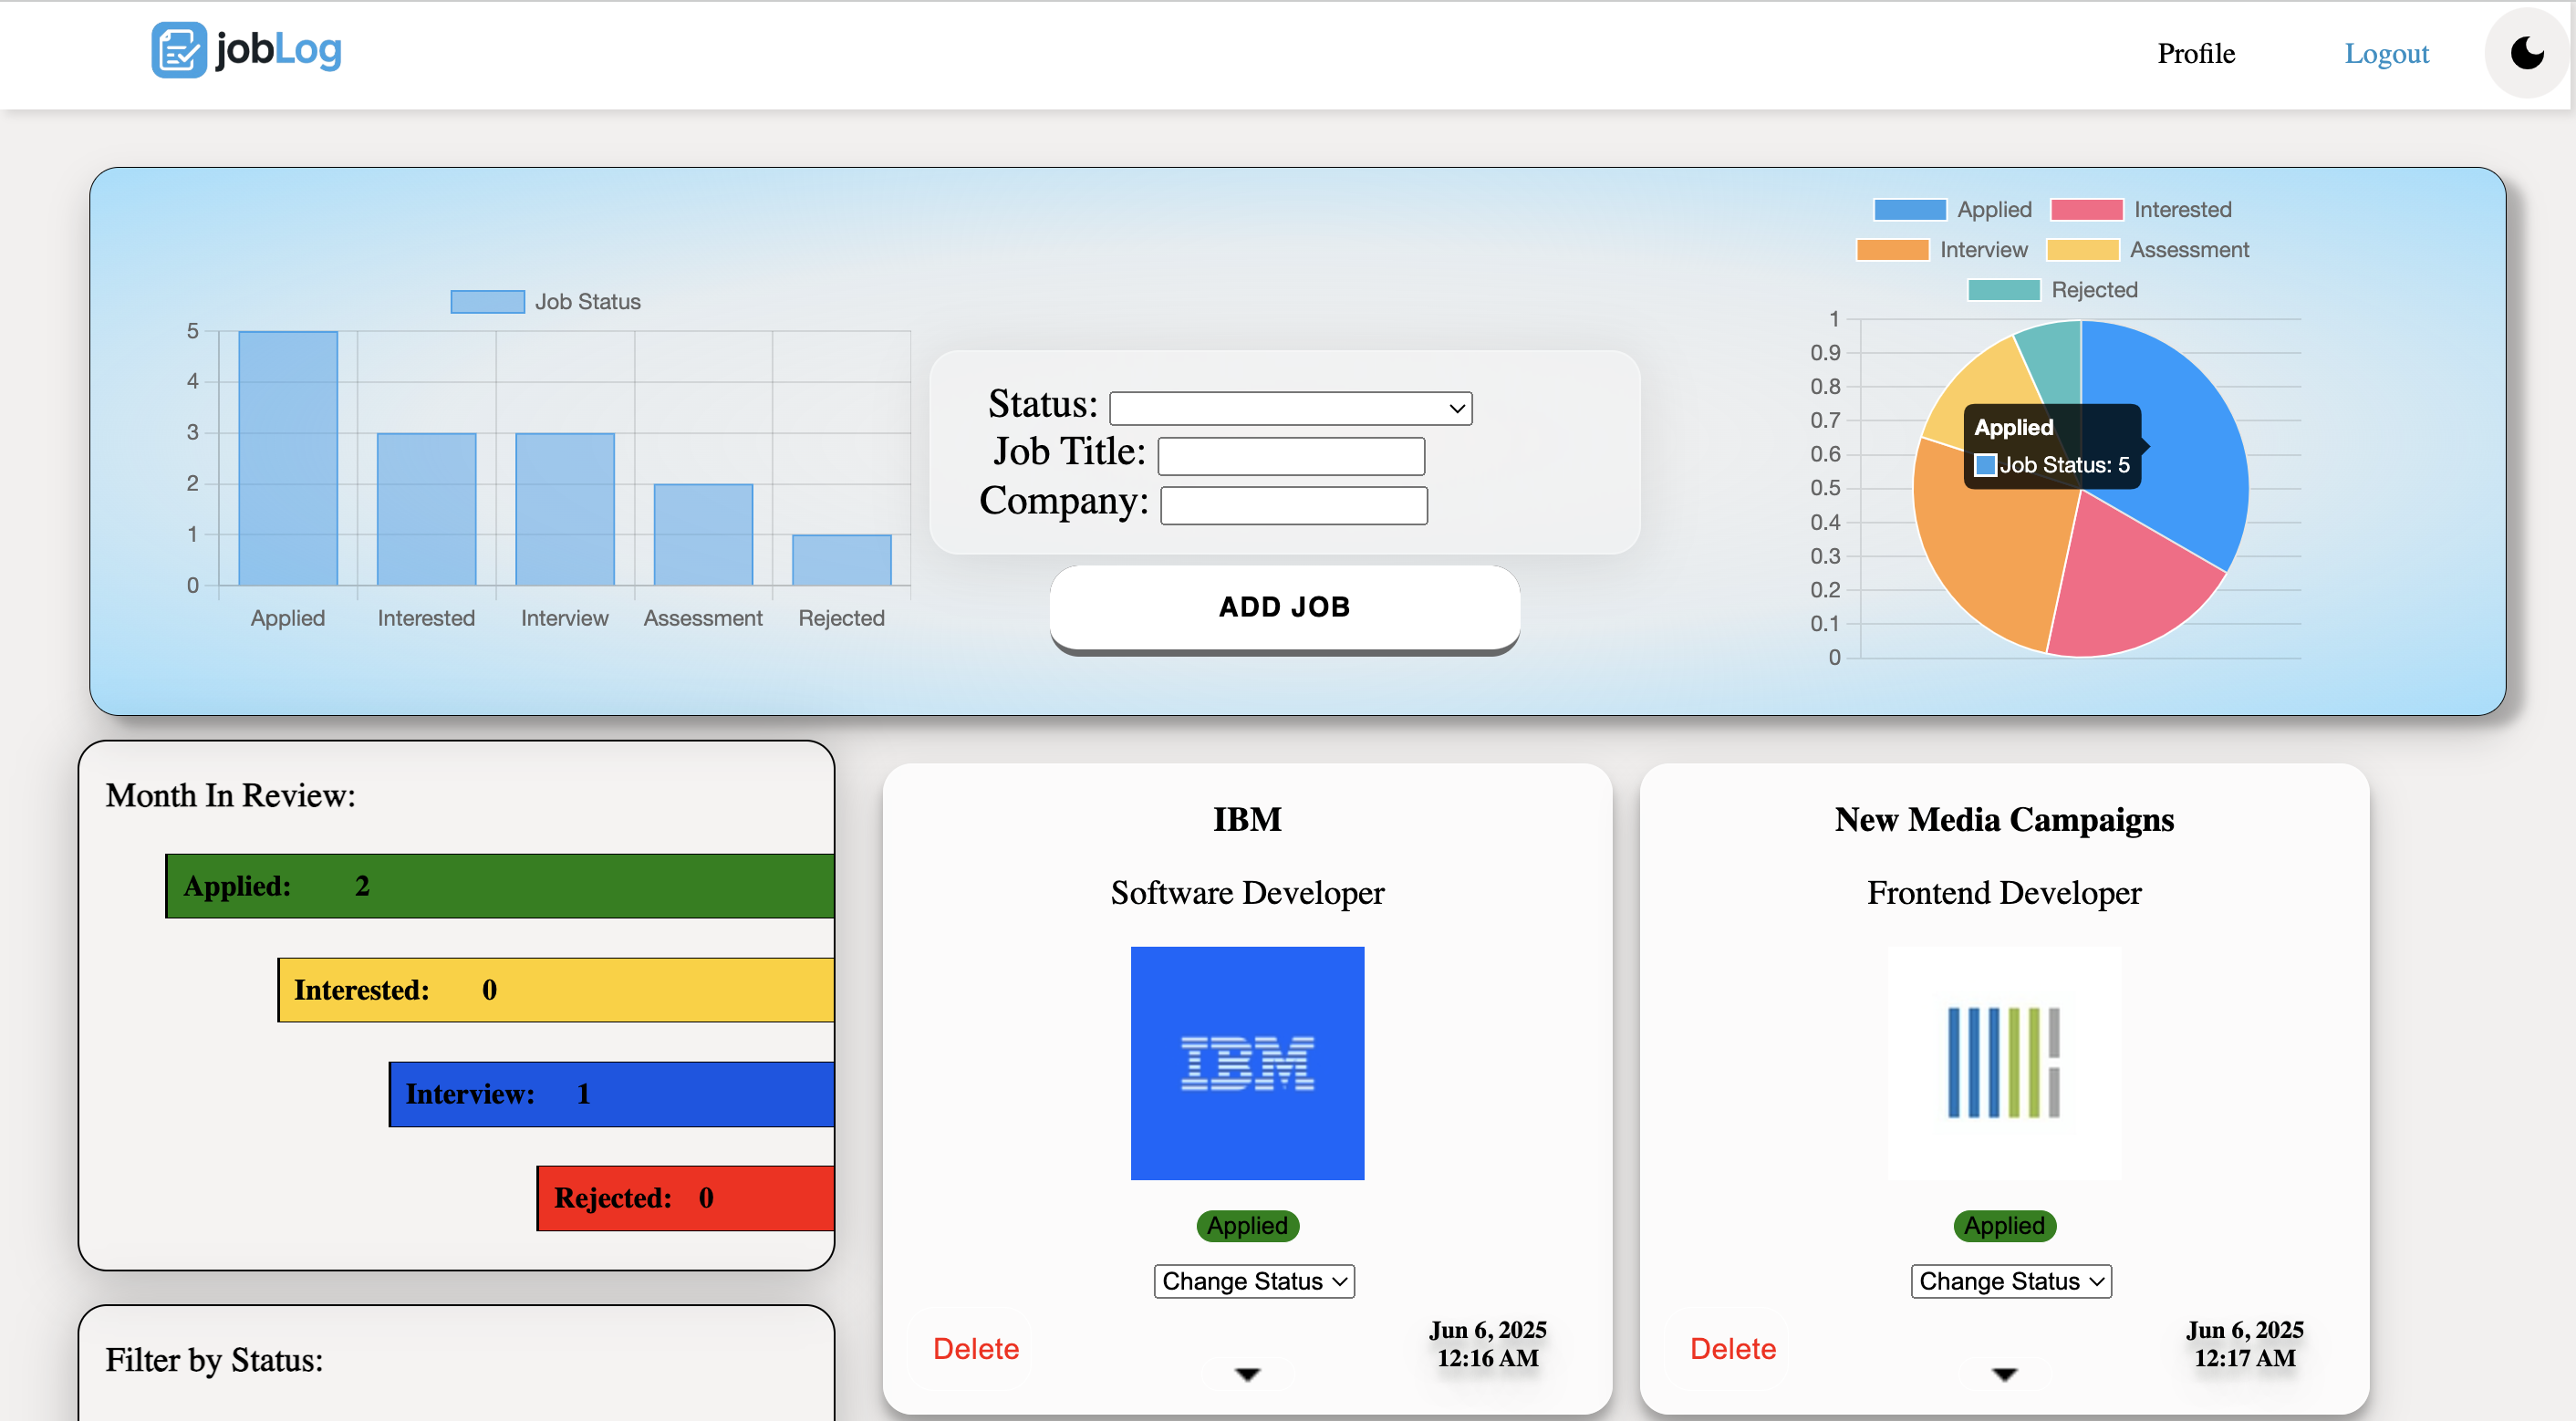 jobLog
Profile
Logout
Job Status
5
4
3
2
1
0
Applied
Interested
Interview
Assessment
Rejected
Status:
Job Title:
Company:
ADD JOB
Applied
Interested
Interview
Assessment
Rejected
1
0.9
0.8
0.7
0.6
0.5
0.4
0.3
0.2
0.1
0
Applied
Job Status: 5
Month In Review:
Applied: 2
Interested: 0
Interview: 1
Rejected: 0
Filter by Status:
IBM
Software Developer
IBM
Applied
Change Status
Delete
Jun 6, 2025
12:16 AM
New Media Campaigns
Frontend Developer
Applied
Change Status
Delete
Jun 6, 2025
12:17 AM